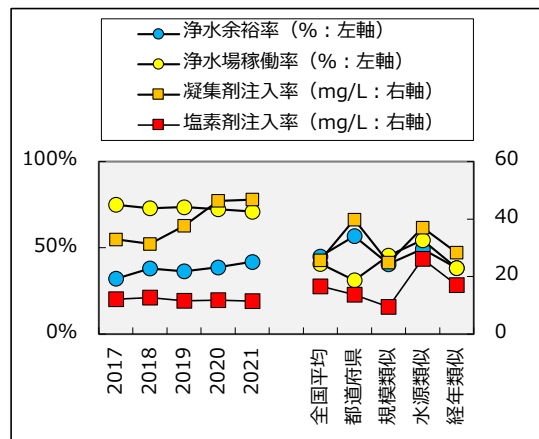 浄水余裕率（%：左軸）
浄水場稼働率（%：左軸）
凝集剤注入率（mg/L：右軸）
塩素剤注入率（mg/L：右軸）
100%
50%
0%
60
40
20
0
2017
2018
2019
2020
2021
全国平均
都道府県
規模類似
水源類似
経年類似